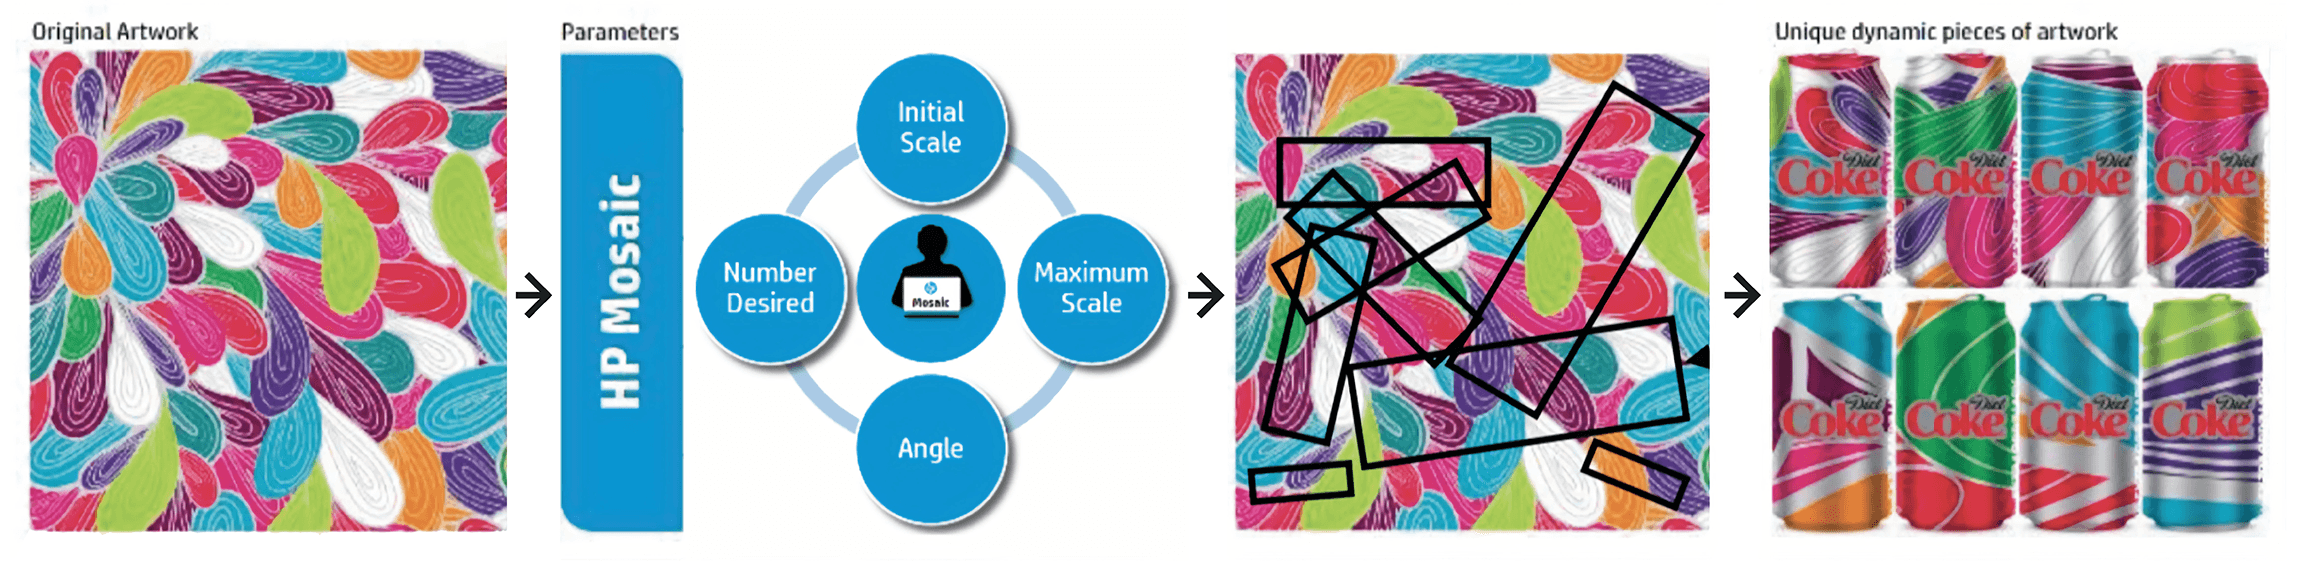 Original Artwork
Parameters
HP Mosaic
Initial
Scale
Number
Desired
Maximum
Scale
hp
Mosaic
Angle
Unique dynamic pieces of artwork
Diet
Coke
Diet
Coke
Diet
Coke
Diet
Coke
Diet
Coke
Diet
Coke
Diet
Coke
Diet
Coke